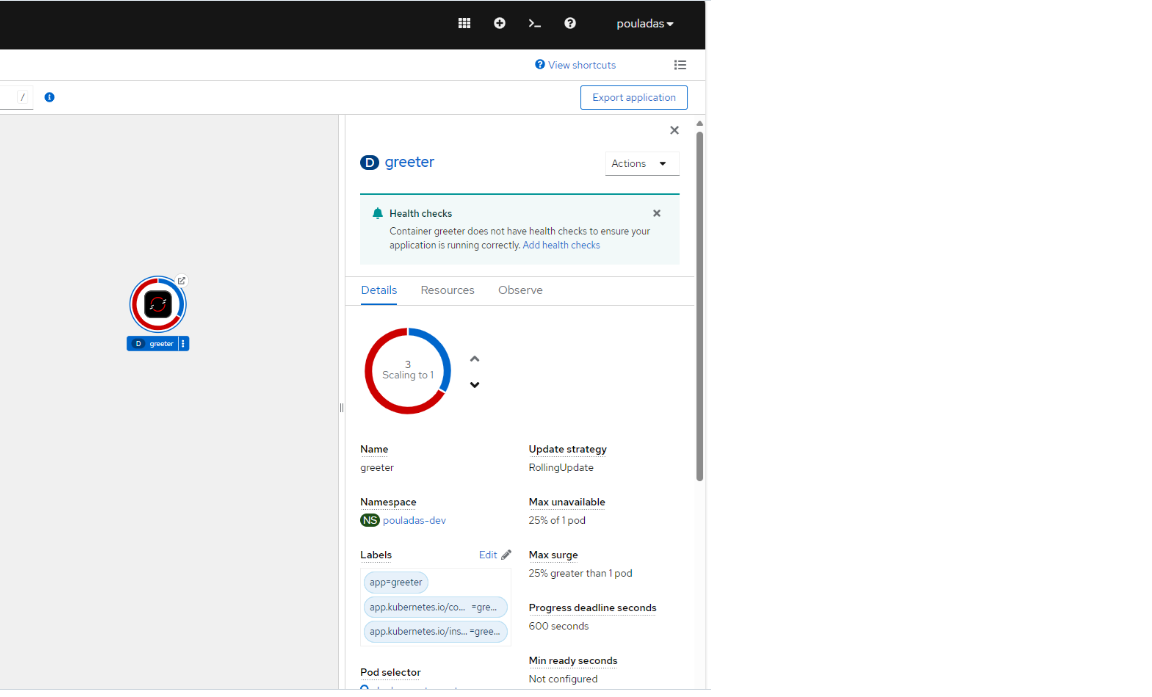 pouladas
View shortcuts
/
Export application
D greeter
Actions
Health checks
Container greeter does not have health checks to ensure your
application is running correctly. Add health checks
Details Resources Observe
D greeter
3
Scaling to 1
Name
greeter
Update strategy
RollingUpdate
Namespace
NS pouladas-dev
Max unavailable
25% of 1 pod
Labels Edit
app=greeter
app.kubernetes.io/co... =gre...
app.kubernetes.io/ins... =gree...
Max surge
25% greater than 1 pod
Progress deadline seconds
600 seconds
Min ready seconds
Not configured
Pod selector